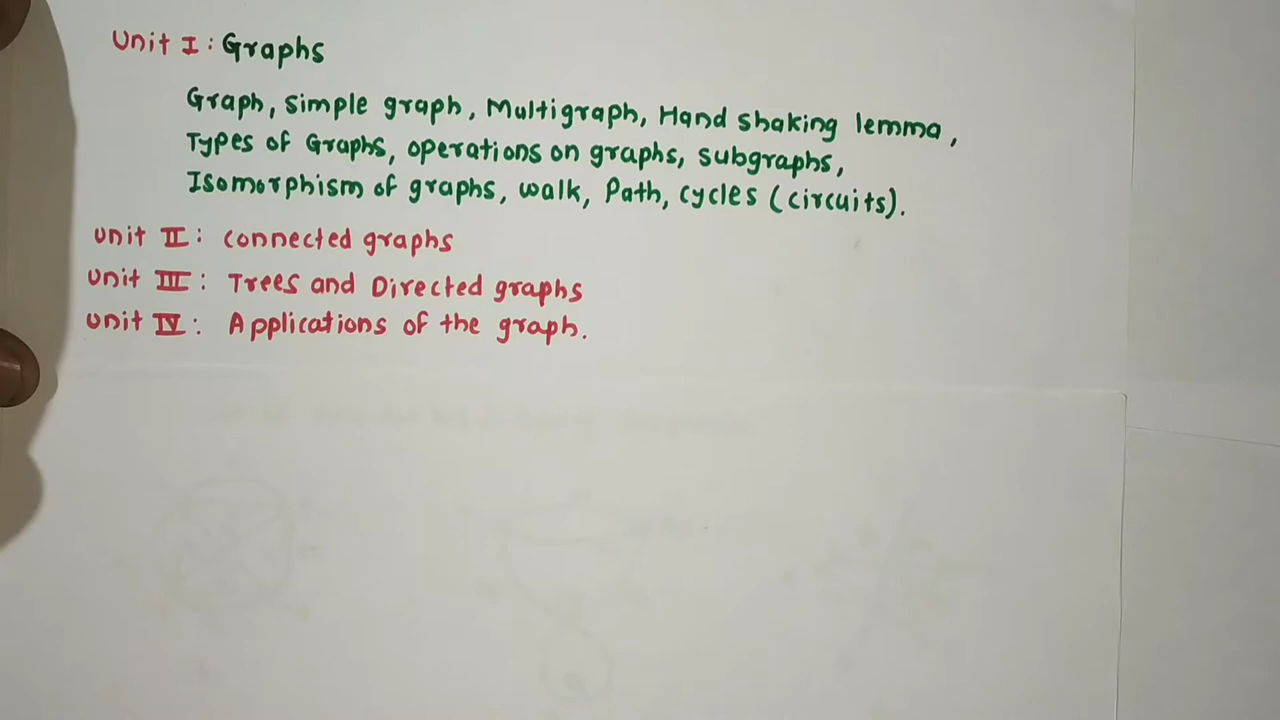 Unit I : Graphs
Graph, simple graph, Multigraph, Hand shaking lemma,
Types of Graphs, operations on graphs, subgraphs,
Isomorphism of graphs, walk, Path, cycles (circuits).
Unit II : connected graphs
Unit III : Trees and Directed graphs
Unit IV : Applications of the graph.